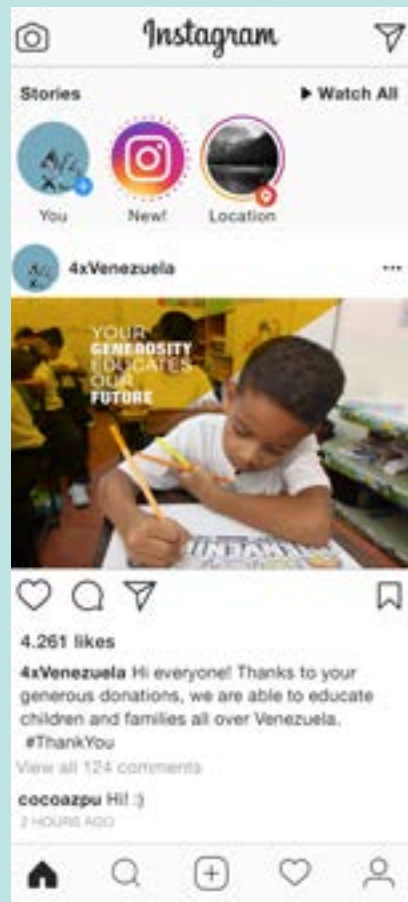 Instagram
Stories
Watch All
You
New!
Location
4xVenezuela
YOUR
GENEROSITY
EDUCATES
OUR
FUTURE
4.261 likes
4xVenezuela Hi everyone! Thanks to your
generous donations, we are able to educate
children and families all over Venezuela.
#ThankYou
View all 124 comments
cocoazpu Hi! :)
2 HOURS AGO